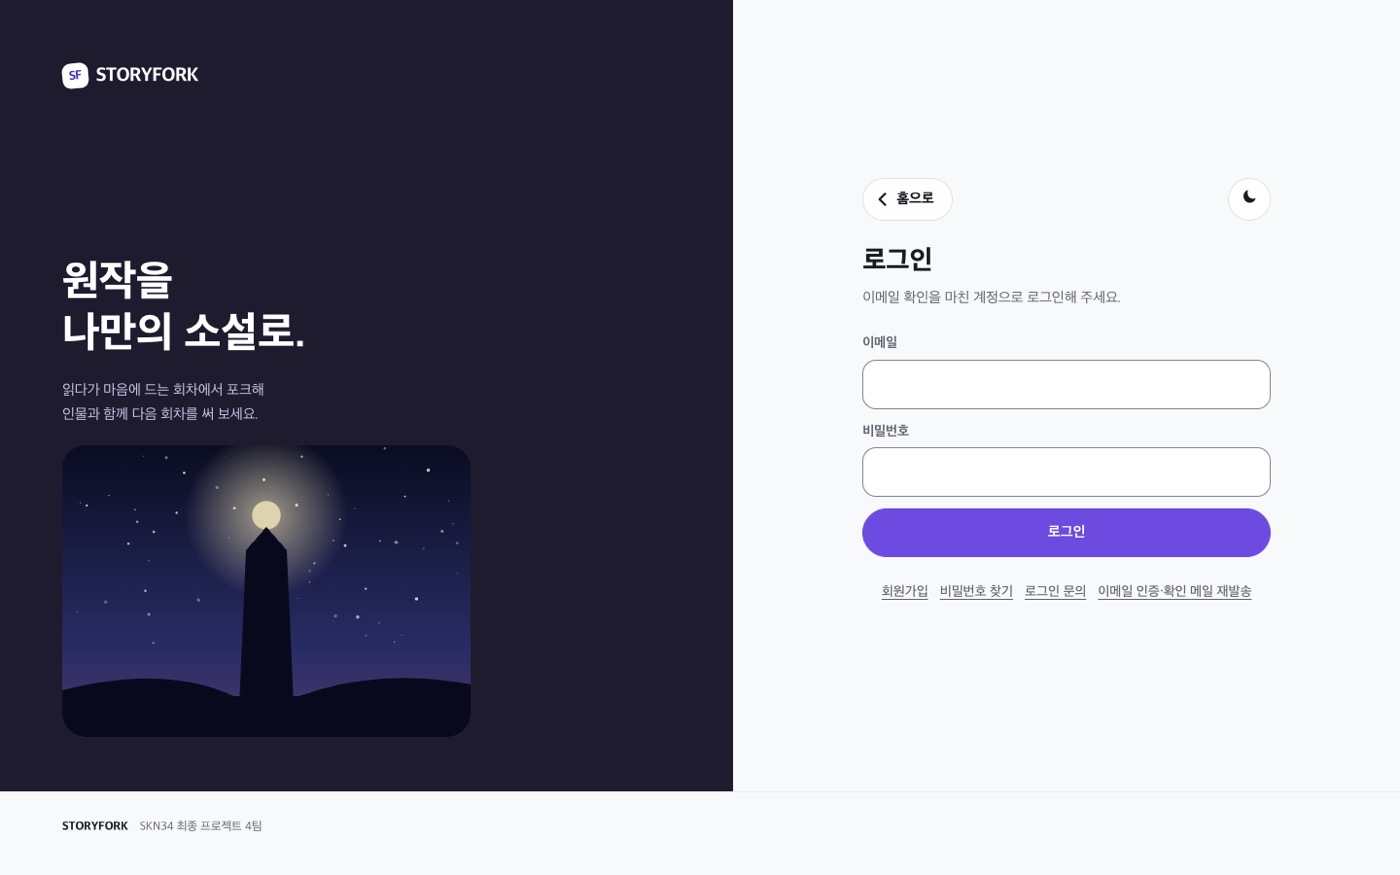 SF STORYFORK
원작을
나만의 소설로.
읽다가 마음에 드는 회차에서 포크해
인물과 함께 다음 회차를 써 보세요.
홈으로
로그인
이메일 확인을 마친 계정으로 로그인해 주세요.
이메일
비밀번호
로그인
회원가입 비밀번호 찾기 로그인 문의 이메일 인증·확인 메일 재발송
STORYFORK SKN34 최종 프로젝트 4팀